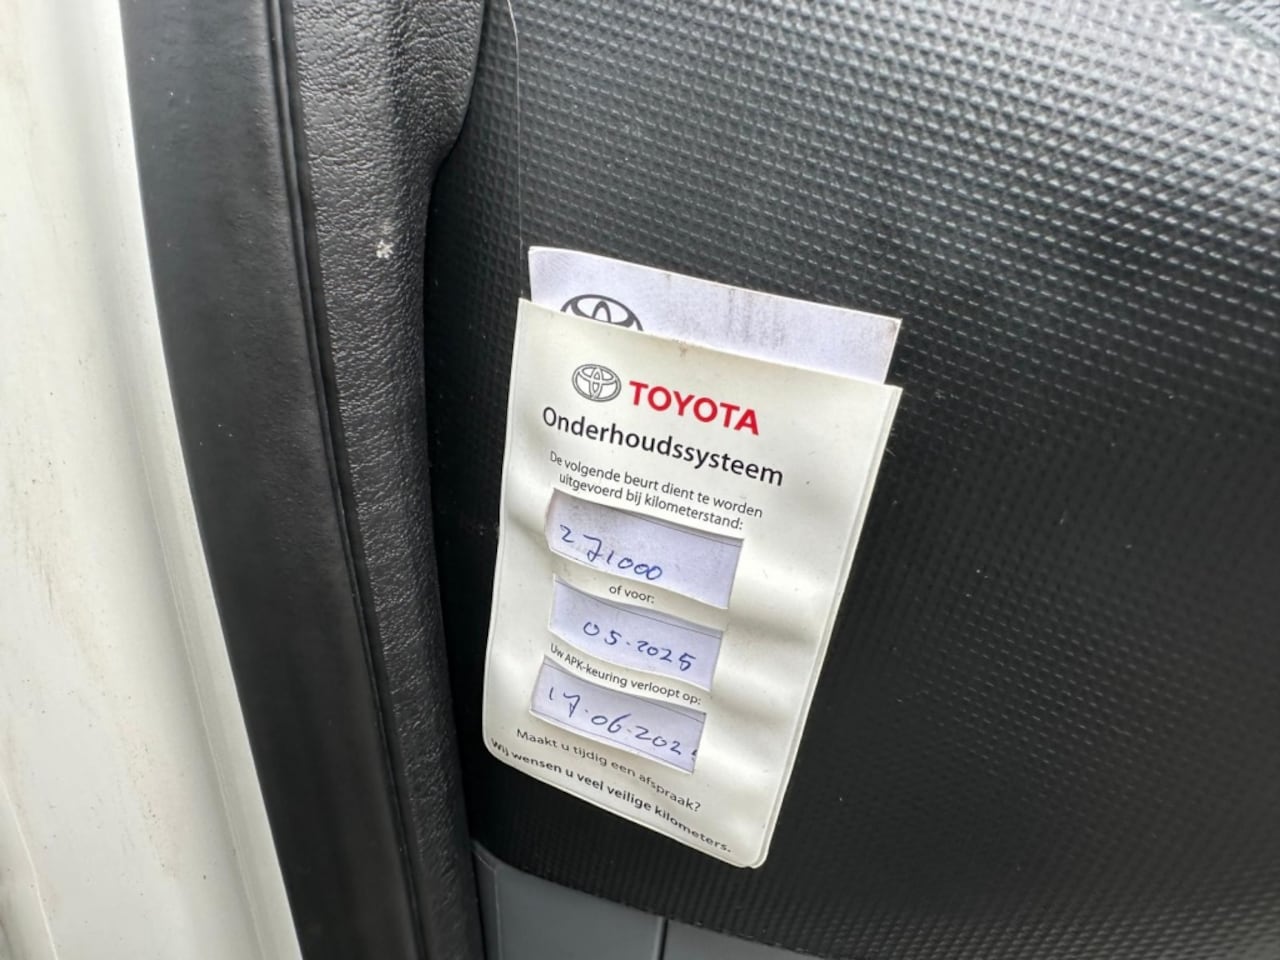 TOYOTA
Onderhoudssysteem
De volgende beurt dient te worden
uitgevoerd bij kilometerstand:
271000
of voor:
05-2025
Uw APK-keuring verloopt op:
17-06-202
Maakt u tijdig een afspraak?
Wij wensen u veel veilige kilometers.